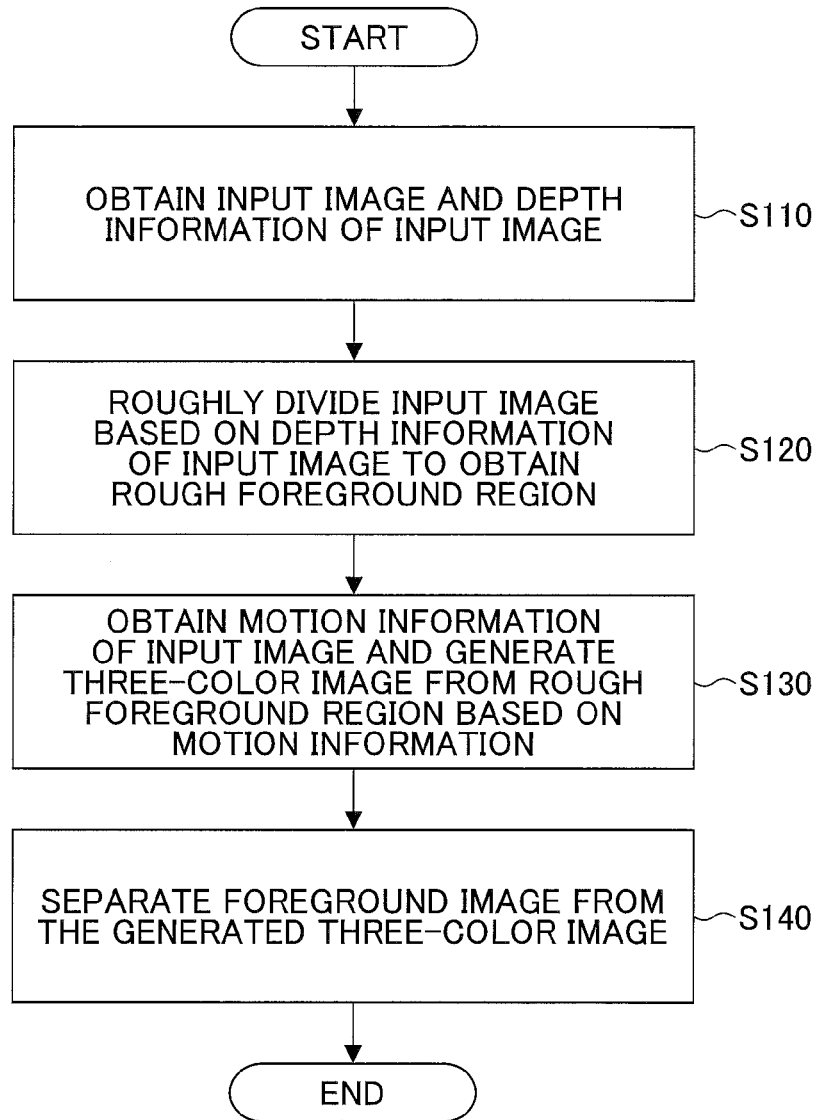 START
OBTAIN INPUT IMAGE AND DEPTH
INFORMATION OF INPUT IMAGE
S110
ROUGHLY DIVIDE INPUT IMAGE
BASED ON DEPTH INFORMATION
OF INPUT IMAGE TO OBTAIN
ROUGH FOREGROUND REGION
S120
OBTAIN MOTION INFORMATION
OF INPUT IMAGE AND GENERATE
THREE-COLOR IMAGE FROM ROUGH
FOREGROUND REGION BASED ON
MOTION INFORMATION
S130
SEPARATE FOREGROUND IMAGE FROM
THE GENERATED THREE-COLOR IMAGE
S140
END